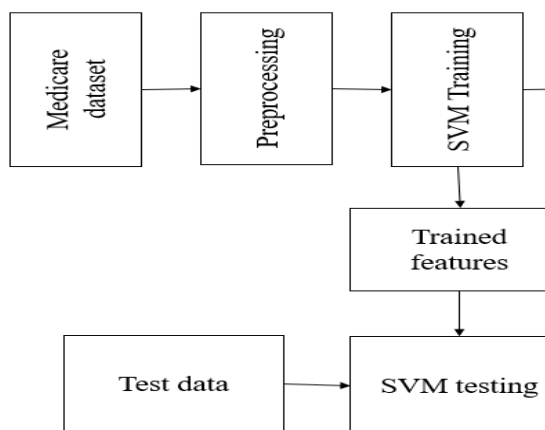 Medicare
dataset
Preprocessing
SVM Training
Trained
features
Test data
SVM testing